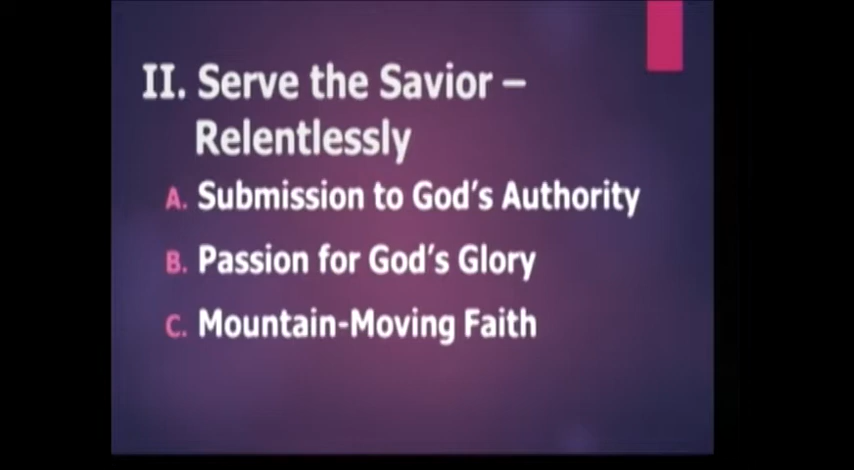 II. Serve the Savior –
Relentlessly
A. Submission to God's Authority
B. Passion for God's Glory
C. Mountain-Moving Faith